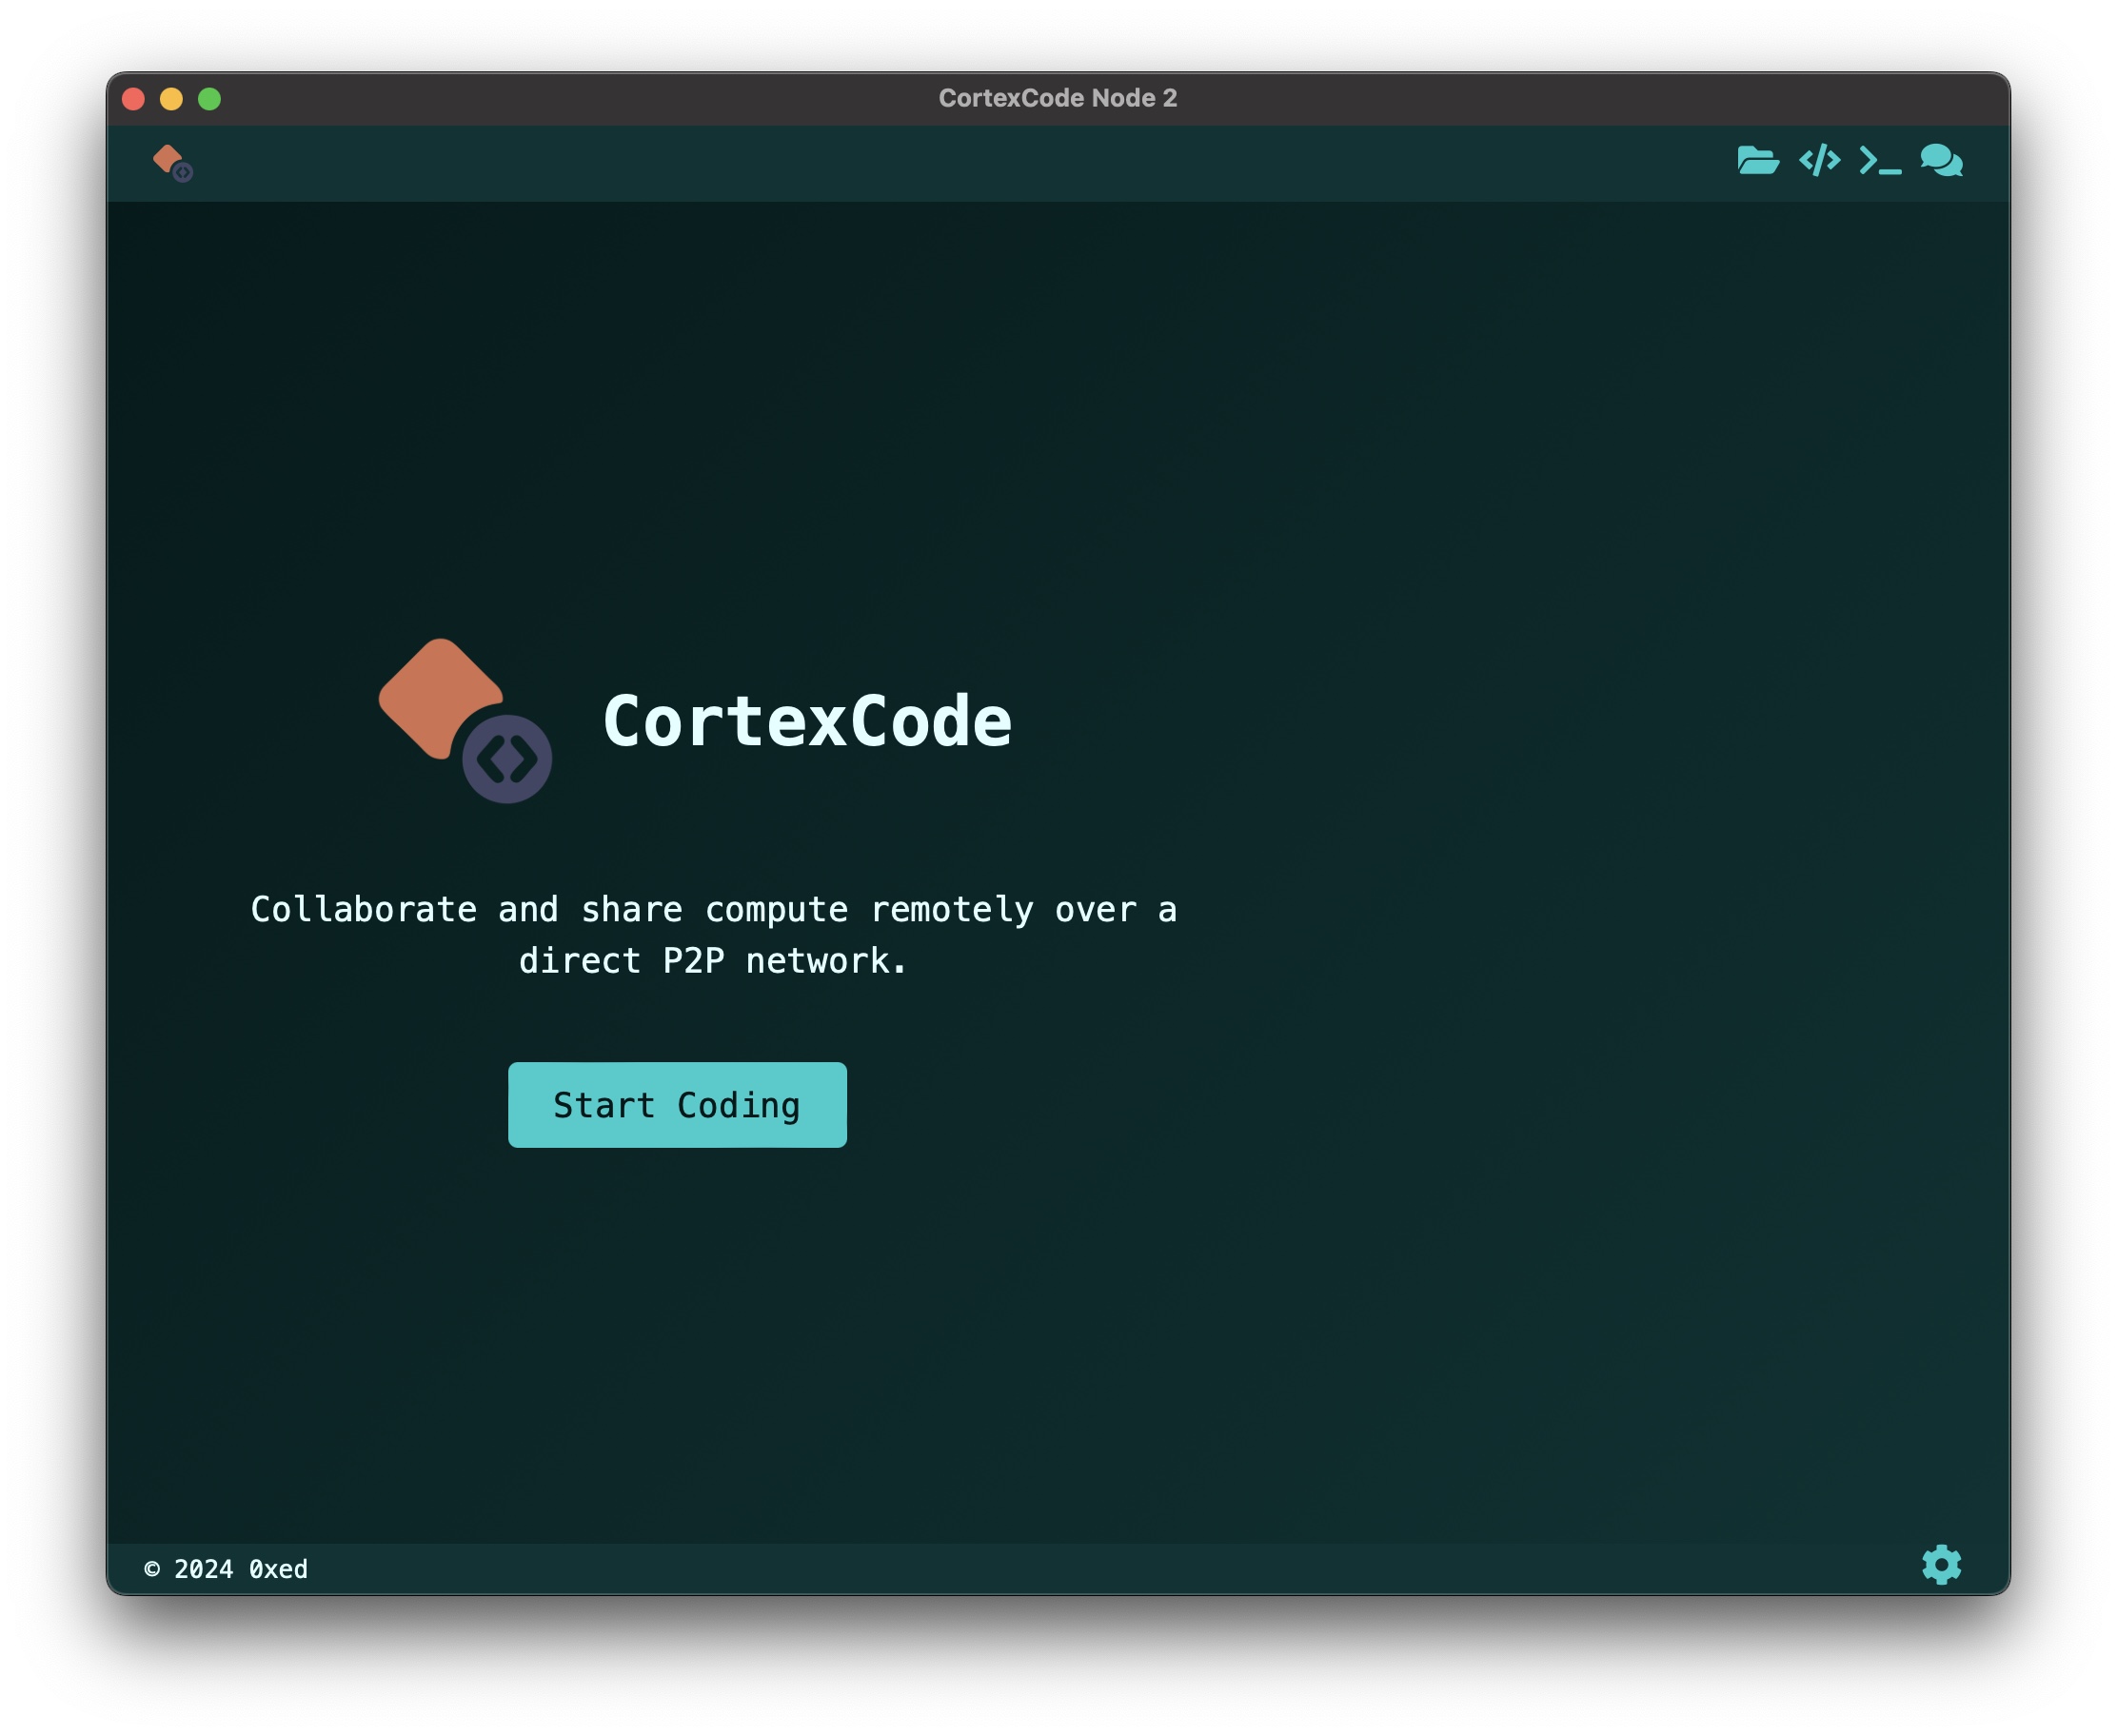 CortexCode Node 2
CortexCode
Collaborate and share compute remotely over a
direct P2P network.
Start Coding
© 2024 0xed